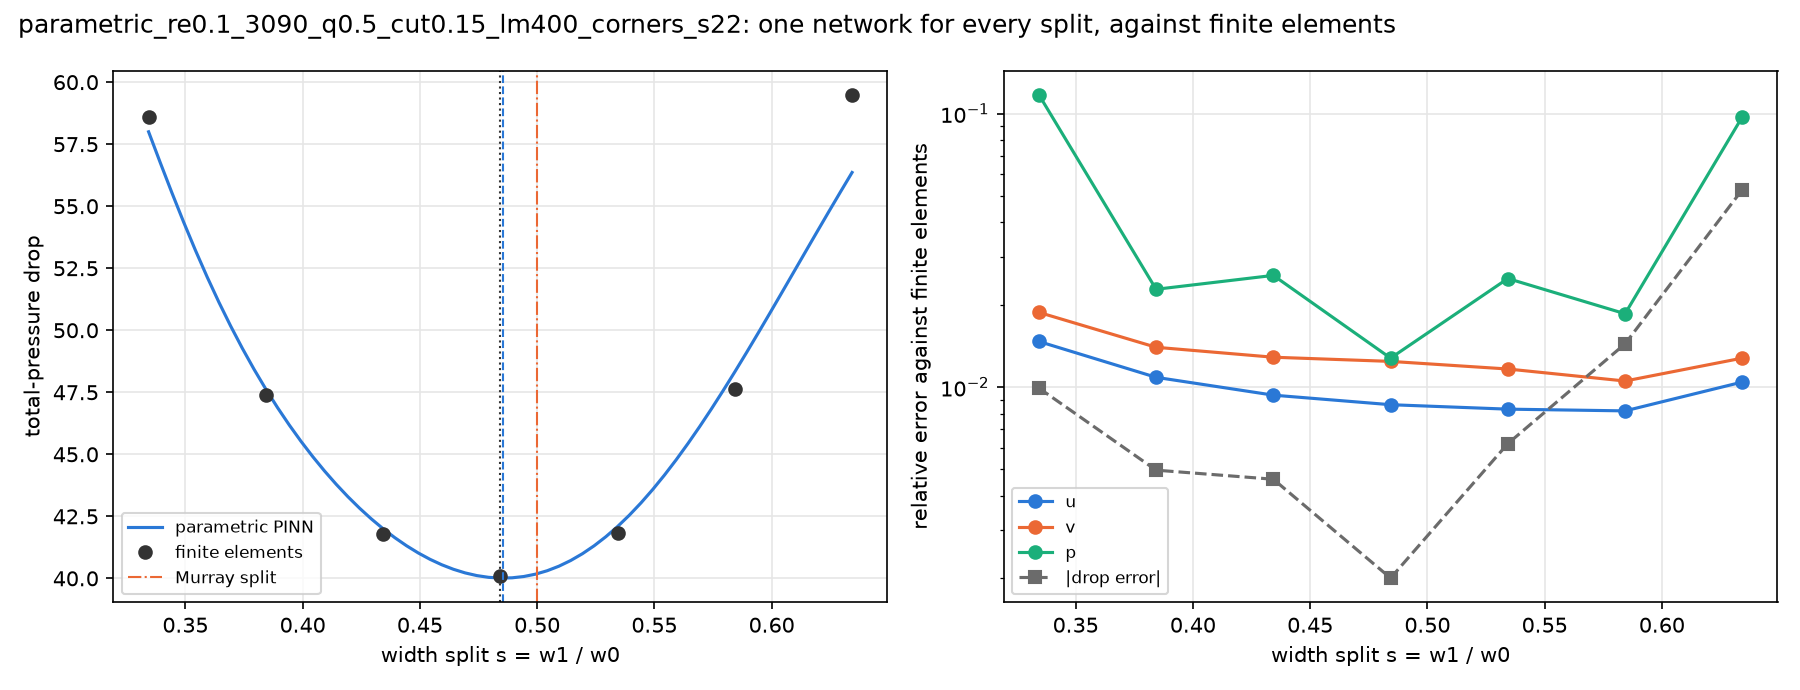 parametric_re0.1_3090_q0.5_cut0.15_lm400_corners_s22: one network for every split, against finite elements
total-pressure drop
60.0
57.5
55.0
52.5
50.0
47.5
45.0
42.5
40.0
parametric PINN
finite elements
Murray split
0.35 0.40 0.45 0.50 0.55 0.60
width split s = w1 / w0
relative error against finite elements
10⁻¹
10⁻²
u
v
p
|drop error|
0.35 0.40 0.45 0.50 0.55 0.60
width split s = w1 / w0